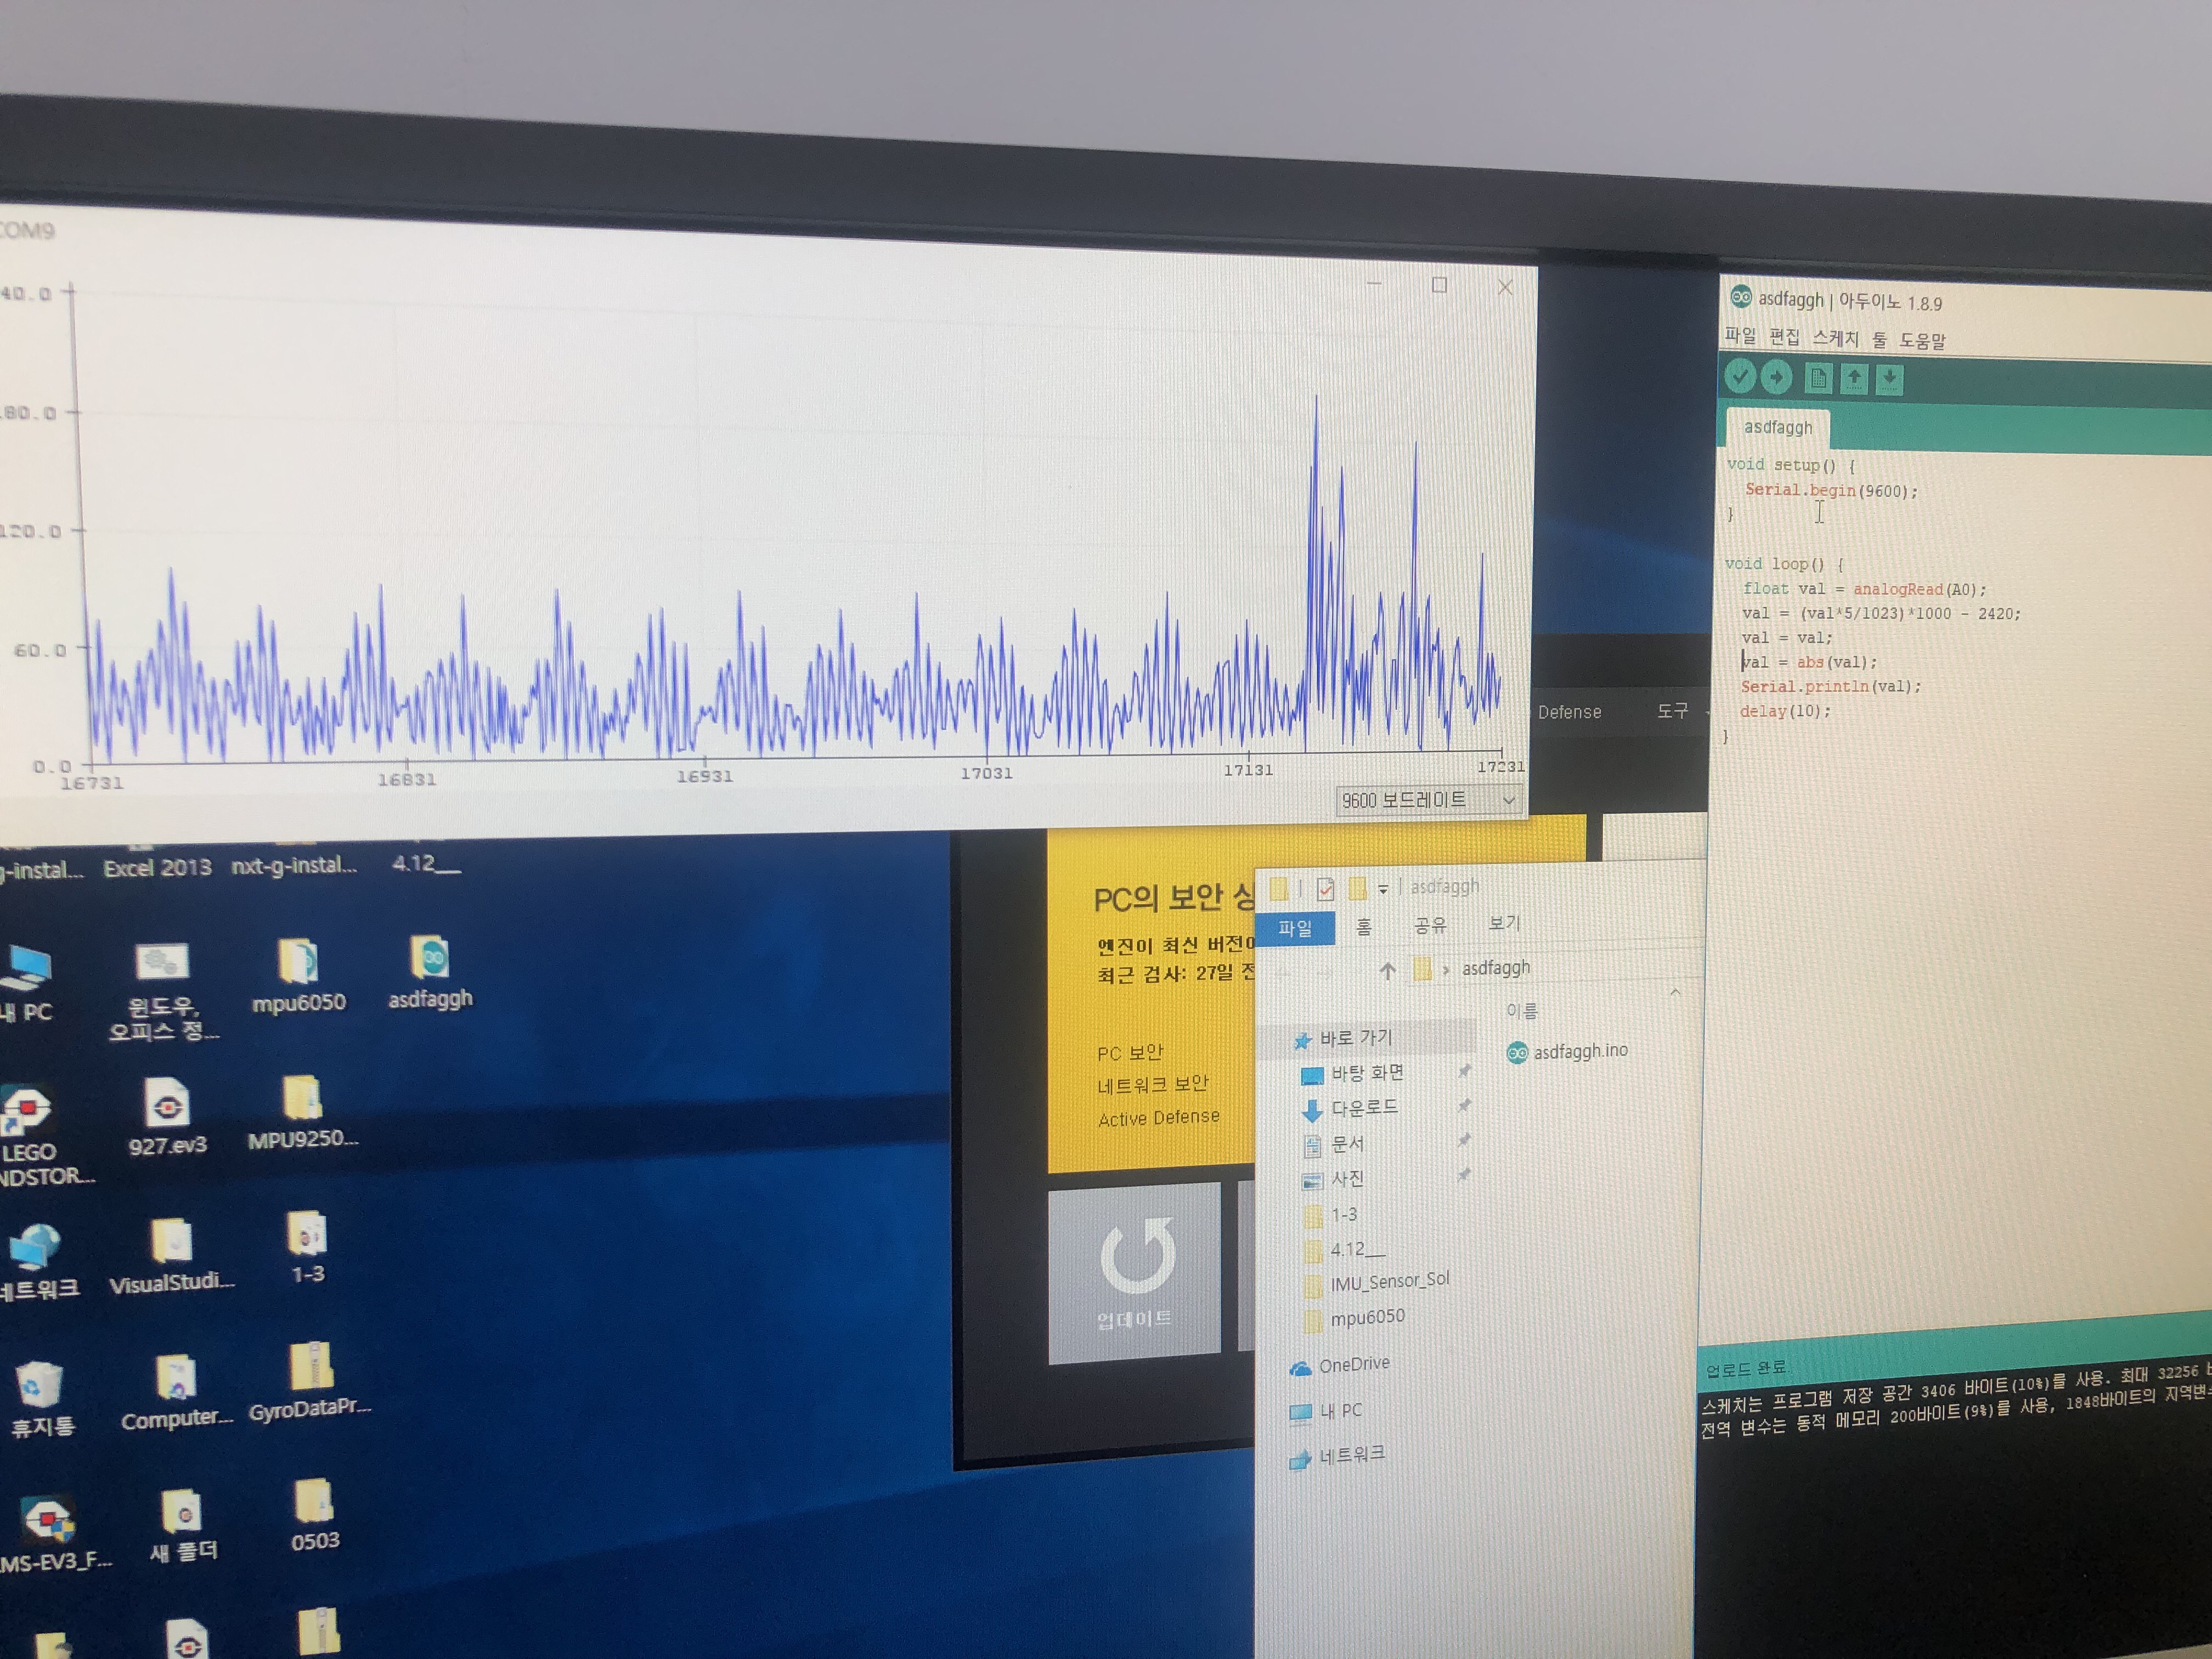 COM9
40.0
80.0
120.0
60.0
0.0
16731
16831
16931
17031
17131
17231
9600 보드레이트
asdfaggh | 아두이노 1.8.9
파일 편집 스케치 툴 도움말
asdfaggh
void setup() {
Serial.begin(9600);
}
void loop() {
float val = analogRead(A0);
val = (val*5/1023)*1000 - 2420;
val = val;
val = abs(val);
Serial.println(val);
delay(10);
}
업로드 완료
스케치는 프로그램 저장 공간 3406 바이트(10%)를 사용. 최대 32256
전역 변수는 동적 메모리 200바이트(9%)를 사용, 1848바이트의 지역변수
Defense
도구
PC의 보안 상
엔진이 최신 버전이
최근 검사: 27일 전
PC 보안
네트워크 보안
Active Defense
업데이트
asdfaggh
파일
홈
공유
보기
asdfaggh
이름
asdfaggh.ino
바로 가기
바탕 화면
다운로드
문서
사진
1-3
4.12__
IMU_Sensor_Sol
mpu6050
OneDrive
내 PC
네트워크
g-instal...
Excel 2013
nxt-g-instal...
4.12__
내 PC
윈도우,
오피스 정...
mpu6050
asdfaggh
LEGO
NDSTOR...
927.ev3
MPU9250...
네트워크
VisualStudi...
1-3
휴지통
Computer...
GyroDataPr...
MS-EV3_F...
새 폴더
0503